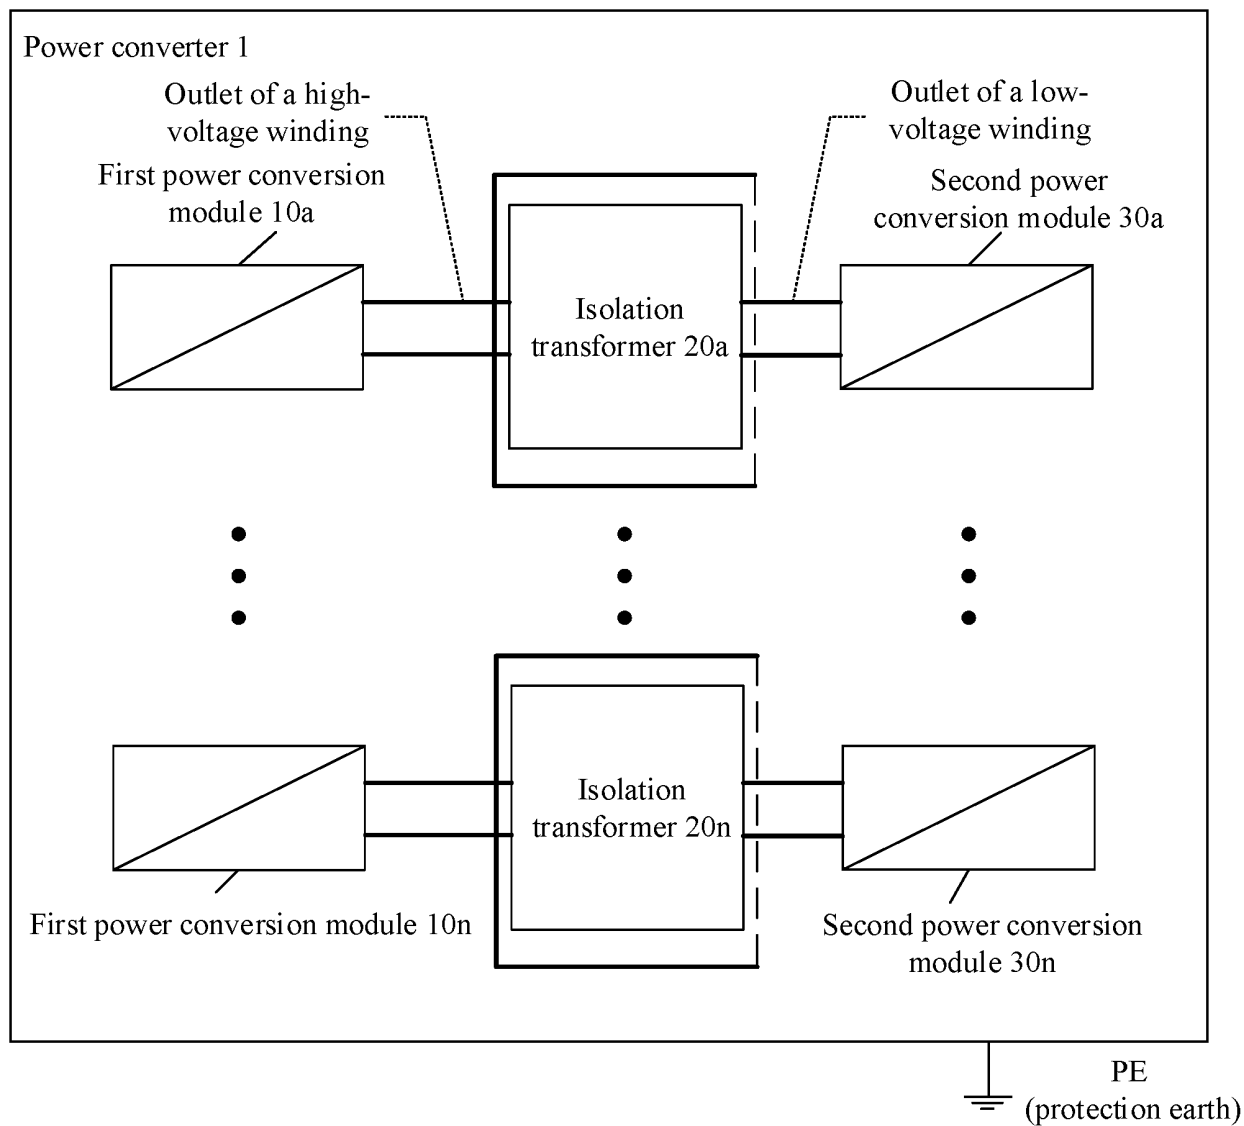 Power converter 1
Outlet of a high-
voltage winding
Outlet of a low-
voltage winding
First power conversion
module 10a
Second power
conversion module 30a
Isolation
transformer 20a
Isolation
transformer 20n
First power conversion module 10n
Second power conversion
module 30n
PE
(protection earth)